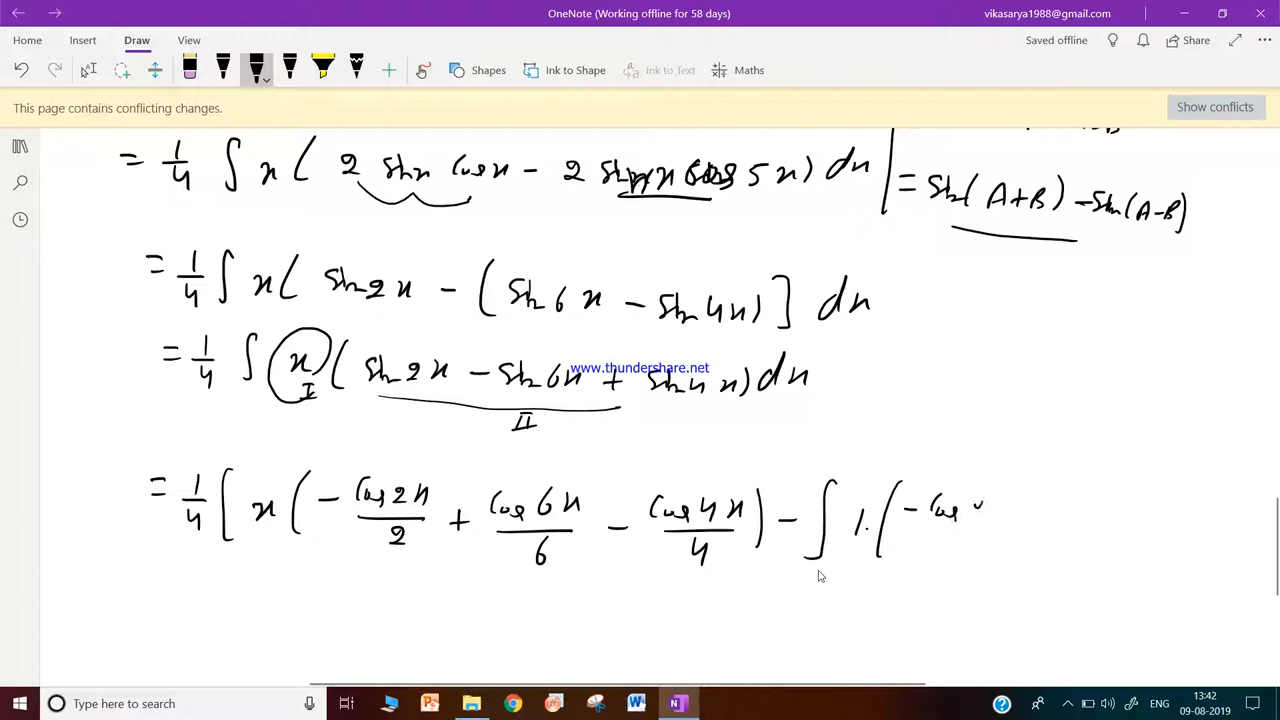 OneNote (Working offline for 58 days)
vikasarya1988@gmail.com
Home Insert Draw View
Saved offline
Share
Ink to Shape
Shapes
Ink to Text
Maths
This page contains conflicting changes.
Show conflicts
= 1/4 ∫ x ( 2 sin x cos x - 2 sin x cos 5x) dx
= sin(A+B) - sin(A-B)
= 1/4 ∫ x ( sin 2x - (sin 6x - sin 4x) ] dx
= 1/4 ∫ x ( sin 2x - sin 6x + sin 4x) dx
I
II
www.thundershare.net
= 1/4 [ x ( - cos 2x / 2 + cos 6x / 6 - cos 4x / 4 ) - ∫ 1. ( - cos
Type here to search
ENG
13:42
09-08-2019